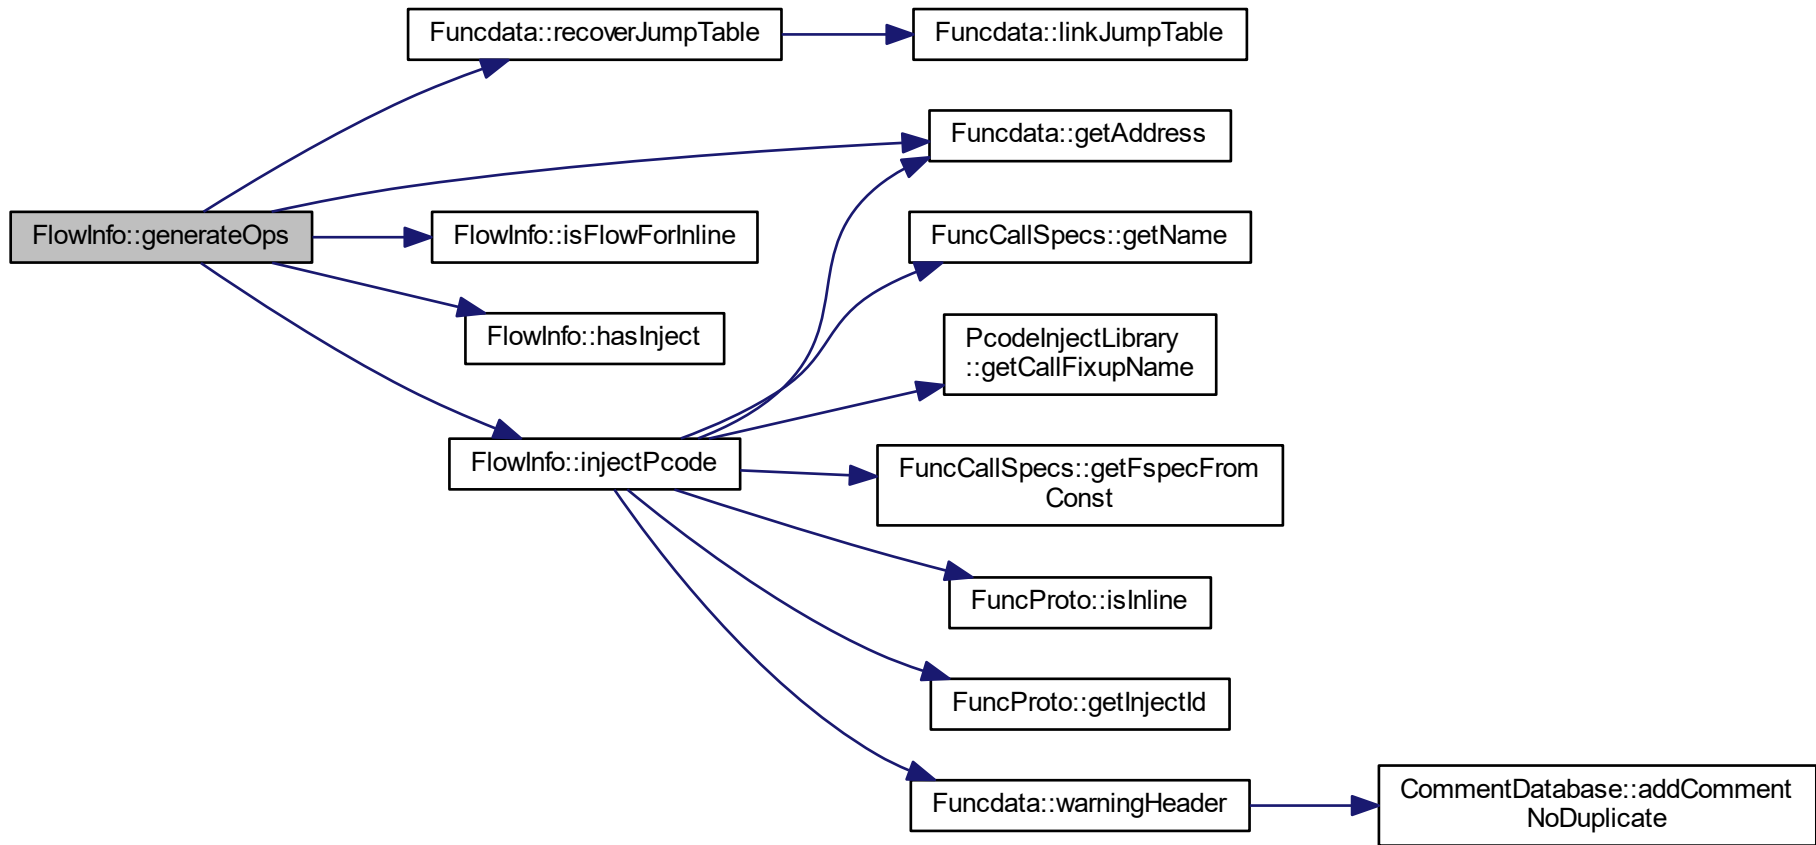 Funcdata::recoverJumpTable
Funcdata::linkJumpTable
Funcdata::getAddress
FlowInfo::generateOps
FlowInfo::isFlowForInline
FuncCallSpecs::getName
FlowInfo::hasInject
PcodeInjectLibrary
::getCallFixupName
FlowInfo::injectPcode
FuncCallSpecs::getFspecFrom
Const
FuncProto::isInline
FuncProto::getInjectId
Funcdata::warningHeader
CommentDatabase::addComment
NoDuplicate